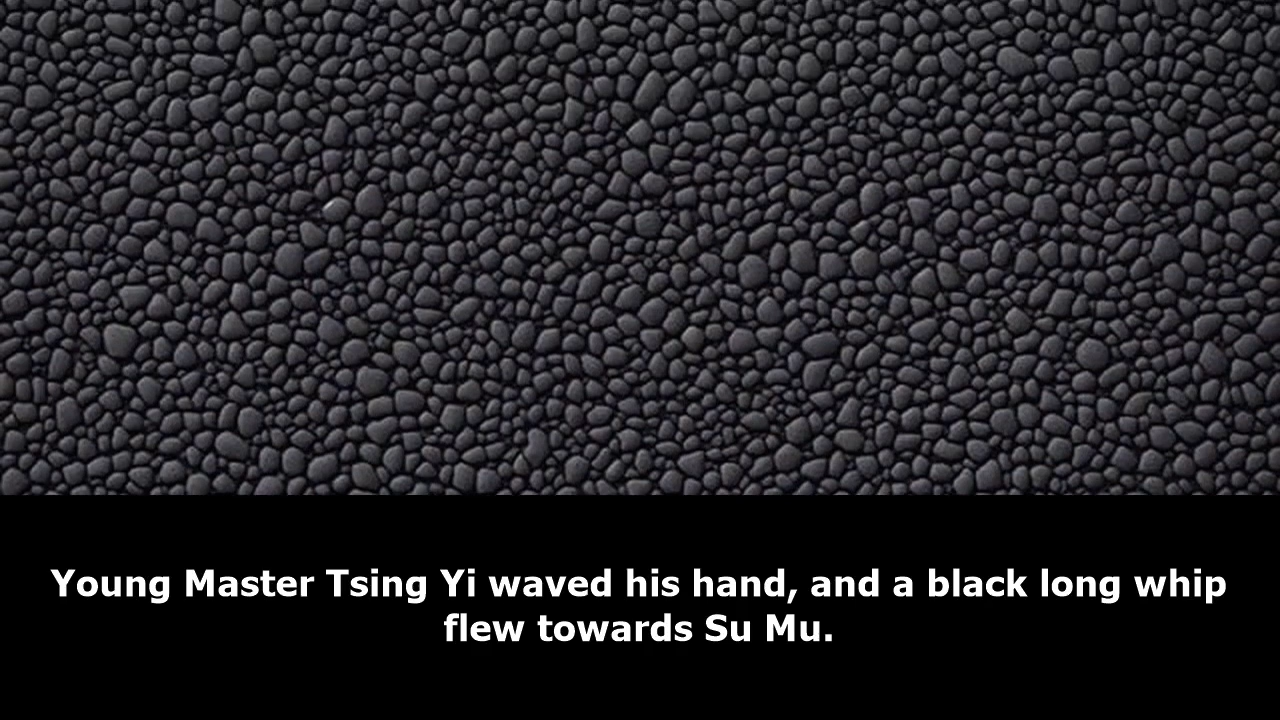 Young Master Tsing Yi waved his hand, and a black long whip
flew towards Su Mu.